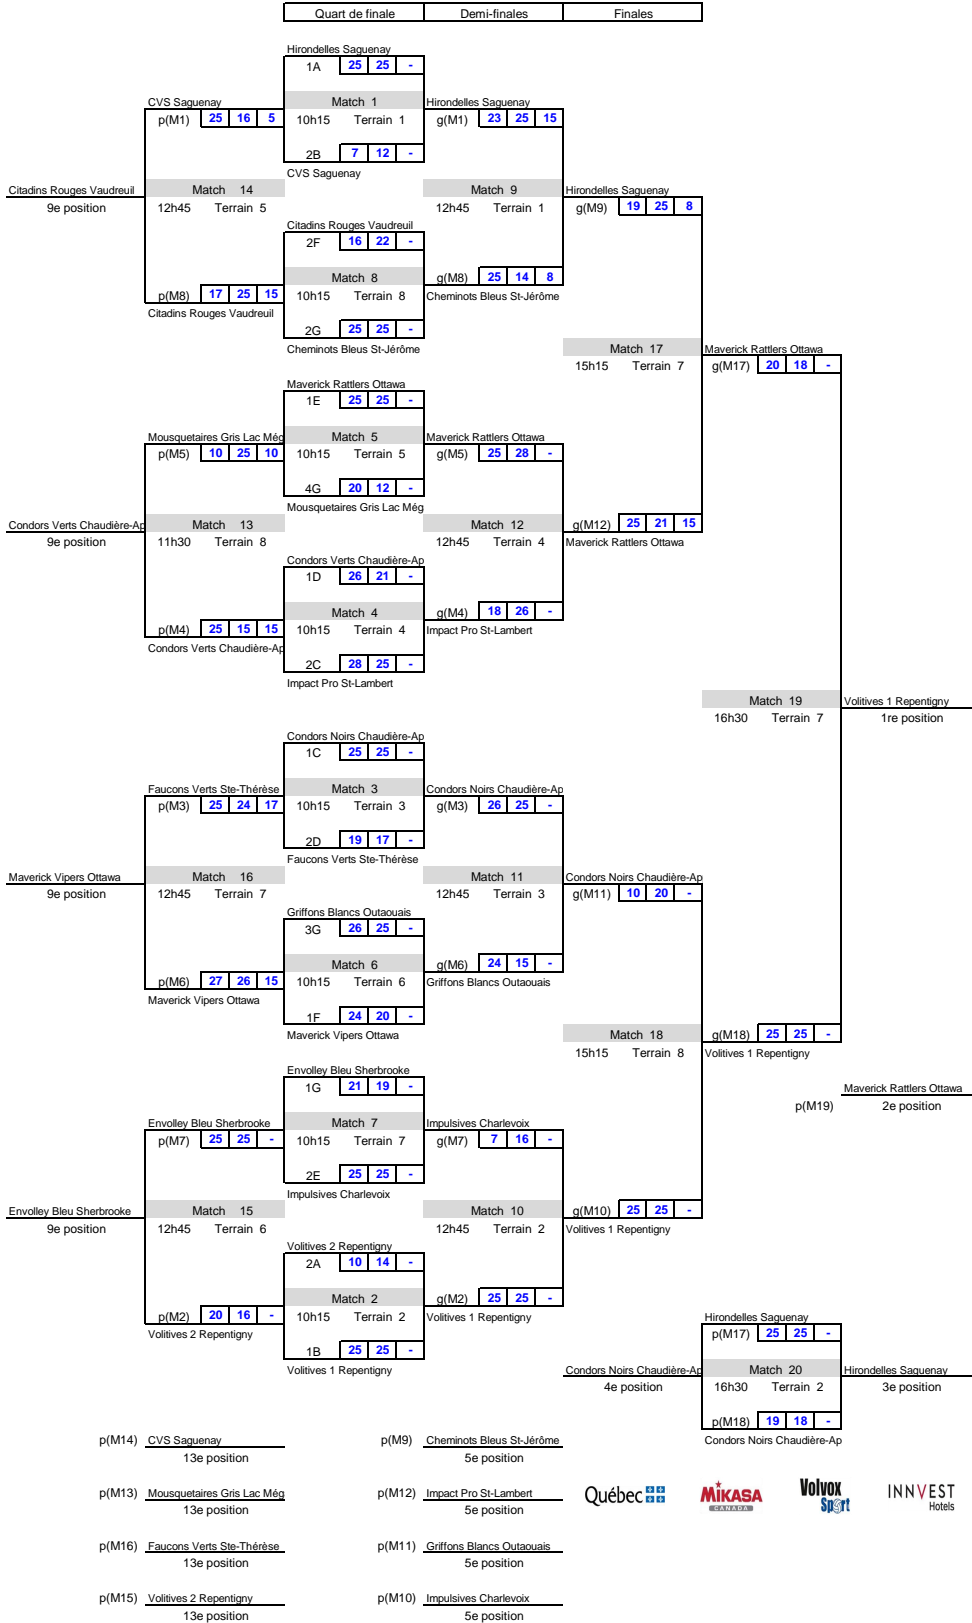 Quart de finale Demi-finales Finales
Hirondelles Saguenay
1A 25 25 -
CVS Saguenay Match 1 Hirondelles Saguenay
p(M1) 25 16 5 10h15 Terrain 1 g(M1) 23 25 15
2B 7 12 -
CVS Saguenay
Citadins Rouges Vaudreuil Match 14 Match 9 Hirondelles Saguenay
9e position 12h45 Terrain 5 12h45 Terrain 1 g(M9) 19 25 8
Citadins Rouges Vaudreuil
2F 16 22 -
Match 8 g(M8) 25 14 8
p(M8) 17 25 15 10h15 Terrain 8 Cheminots Bleus St-Jérôme
Citadins Rouges Vaudreuil
2G 25 25 -
Cheminots Bleus St-Jérôme Match 17 Maverick Rattlers Ottawa
15h15 Terrain 7 g(M17) 20 18 -
Maverick Rattlers Ottawa
1E 25 25 -
Mousquetaires Gris Lac Még Match 5 Maverick Rattlers Ottawa
p(M5) 10 25 10 10h15 Terrain 5 g(M5) 25 28 -
4G 20 12 -
Mousquetaires Gris Lac Még
Condors Verts Chaudière-Ap Match 13 Match 12 g(M12) 25 21 15
9e position 11h30 Terrain 8 12h45 Terrain 4 Maverick Rattlers Ottawa
Condors Verts Chaudière-Ap
1D 26 21 -
Match 4 g(M4) 18 26 -
p(M4) 25 15 15 10h15 Terrain 4 Impact Pro St-Lambert
Condors Verts Chaudière-Ap
2C 28 25 -
Impact Pro St-Lambert
Match 19 Volitives 1 Repentigny
16h30 Terrain 7 1re position
Condors Noirs Chaudière-Ap
1C 25 25 -
Faucons Verts Ste-Thérèse Match 3 Condors Noirs Chaudière-Ap
p(M3) 25 24 17 10h15 Terrain 3 g(M3) 26 25 -
2D 19 17 -
Faucons Verts Ste-Thérèse
Maverick Vipers Ottawa Match 16 Match 11 Condors Noirs Chaudière-Ap
9e position 12h45 Terrain 7 12h45 Terrain 3 g(M11) 10 20 -
Griffons Blancs Outaouais
3G 26 25 -
Match 6 g(M6) 24 15 -
p(M6) 27 26 15 10h15 Terrain 6 Griffons Blancs Outaouais
Maverick Vipers Ottawa
1F 24 20 -
Maverick Vipers Ottawa Match 18 g(M18) 25 25 -
15h15 Terrain 8 Volitives 1 Repentigny
Envolley Bleu Sherbrooke
1G 21 19 - Maverick Rattlers Ottawa
p(M19) 2e position
Envolley Bleu Sherbrooke Match 7 Impulsives Charlevoix
p(M7) 25 25 - 10h15 Terrain 7 g(M7) 7 16 -
2E 25 25 -
Impulsives Charlevoix
Envolley Bleu Sherbrooke Match 15 Match 10 g(M10) 25 25 -
9e position 12h45 Terrain 6 12h45 Terrain 2 Volitives 1 Repentigny
Volitives 2 Repentigny
2A 10 14 -
Match 2 g(M2) 25 25 -
p(M2) 20 16 - 10h15 Terrain 2 Volitives 1 Repentigny
Volitives 2 Repentigny Hirondelles Saguenay
p(M17) 25 25 -
1B 25 25 -
Volitives 1 Repentigny Condors Noirs Chaudière-Ap Match 20 Hirondelles Saguenay
4e position 16h30 Terrain 2 3e position
p(M18) 19 18 -
Condors Noirs Chaudière-Ap
p(M14) CVS Saguenay p(M9) Cheminots Bleus St-Jérôme
13e position 5e position
p(M13) Mousquetaires Gris Lac Még p(M12) Impact Pro St-Lambert
13e position 5e position
Québec MIKASA CANADA Volvox Sport INNVEST Hotels
p(M16) Faucons Verts Ste-Thérèse p(M11) Griffons Blancs Outaouais
13e position 5e position
p(M15) Volitives 2 Repentigny p(M10) Impulsives Charlevoix
13e position 5e position